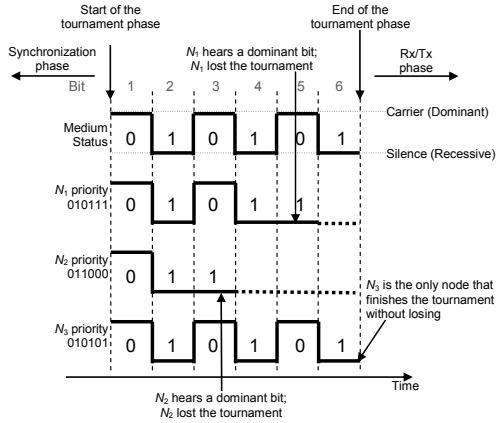 Start of the
tournament phase
End of the
tournament phase
Synchronization
phase
N1 hears a dominant bit;
N1 lost the tournament
Rx/Tx
phase
Bit 1 2 3 4 5 6
Carrier (Dominant)
Medium
Status
0 1 0 1 0 1
Silence (Recessive)
N1 priority
010111
0 1 0 1 1
N2 priority
011000
0 1 1
N3 is the only node that
finishes the tournament
without losing
N3 priority
010101
0 1 0 1 0 1
Time
N2 hears a dominant bit;
N2 lost the tournament